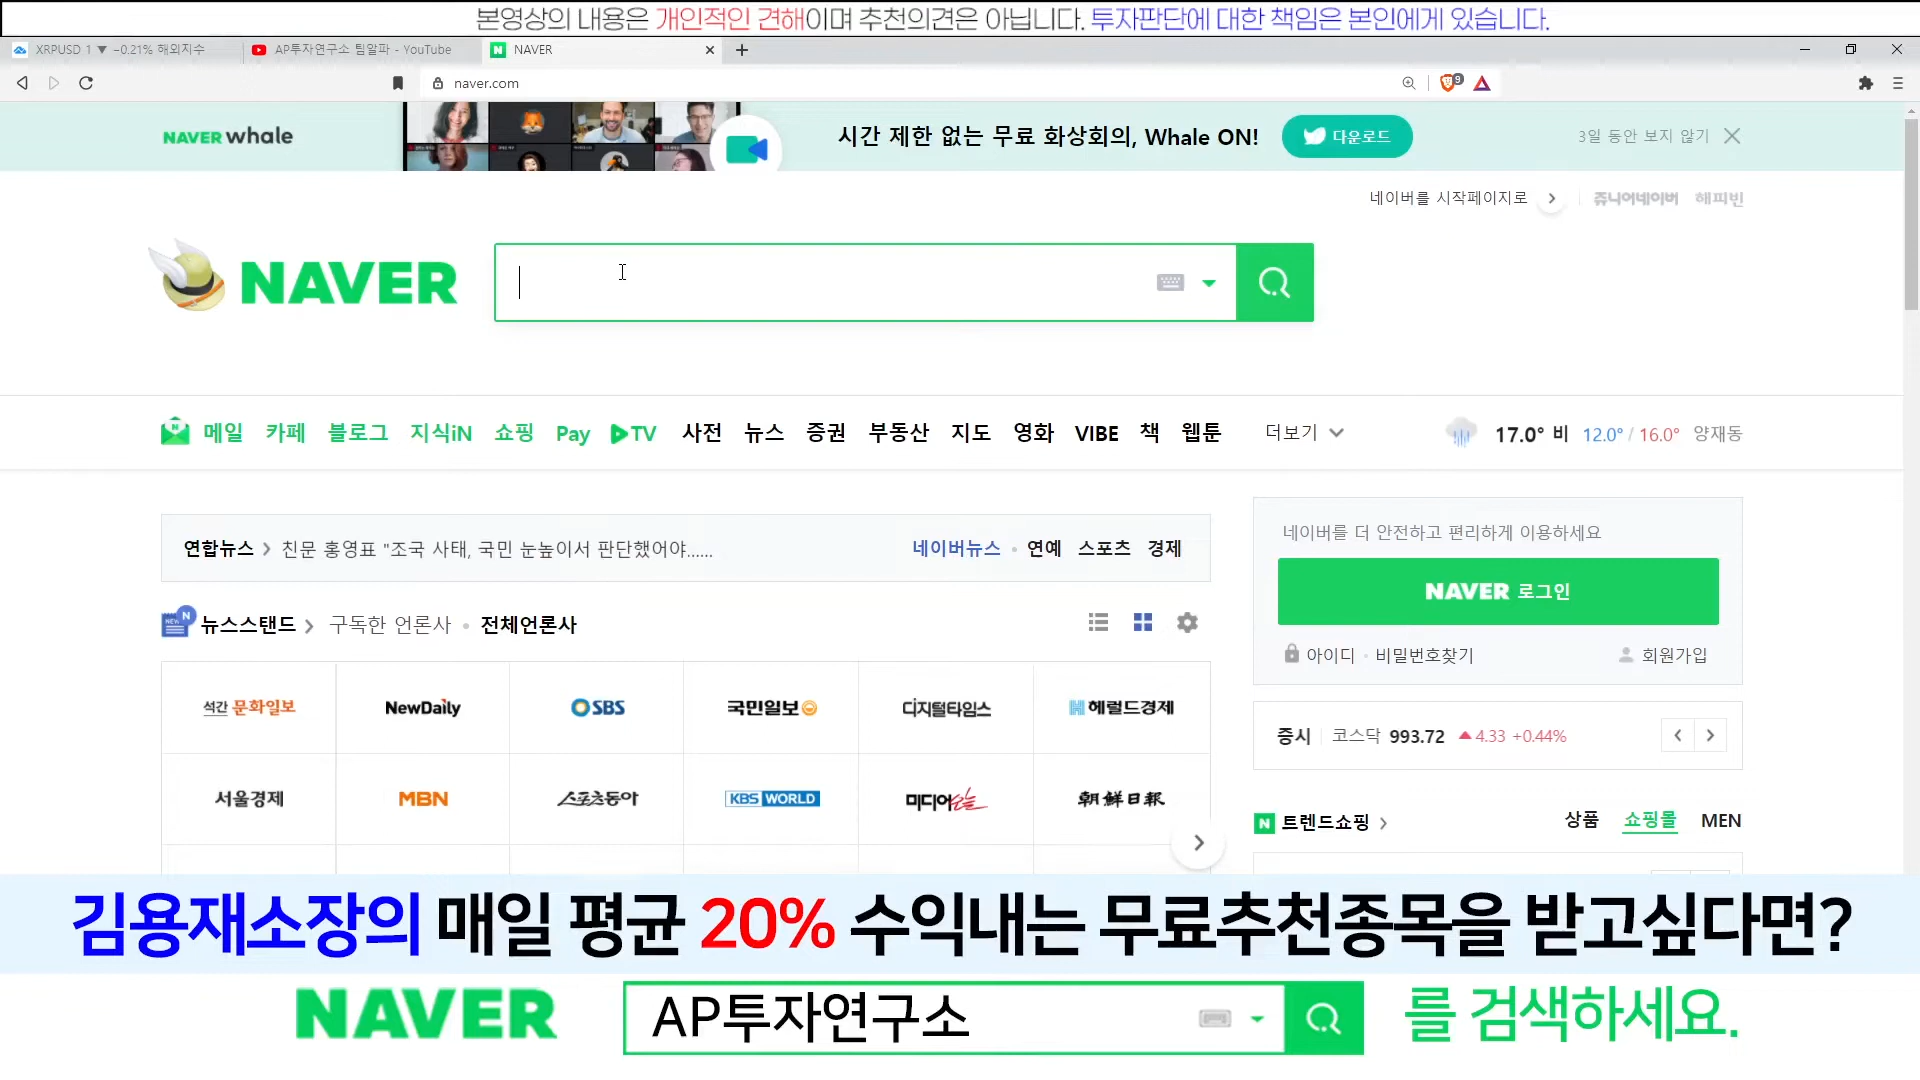 본영상의 내용은 개인적인 견해이며 추천의견은 아닙니다. 투자판단에 대한 책임은 본인에게 있습니다.
XRPUSD 1 ▼ −0.21% 해외지수
AP투자연구소 팀알파 - YouTube
NAVER
naver.com
9
NAVER whale
시간 제한 없는 무료 화상회의, Whale ON!
다운로드
3일 동안 보지 않기
네이버를 시작페이지로
쥬니어네이버 해피빈
NAVER
메일 카페 블로그 지식iN 쇼핑 Pay TV 사전 뉴스 증권 부동산 지도 영화 VIBE 책 웹툰 더보기
17.0° 비 12.0° / 16.0° 양재동
연합뉴스 > 친문 홍영표 "조국 사태, 국민 눈높이서 판단했어야......
네이버뉴스 • 연예 스포츠 경제
뉴스스탠드 > 구독한 언론사 • 전체언론사
석간 문화일보 NewDaily SBS 국민일보 디지털타임스 헤럴드경제
서울경제 MBN 스포츠동아 KBS WORLD 미디어오늘 朝鮮日報
네이버를 더 안전하고 편리하게 이용하세요
NAVER 로그인
아이디 • 비밀번호찾기
회원가입
증시 코스닥 993.72 ▲4.33 +0.44%
트렌드쇼핑 >
상품 쇼핑몰 MEN
김용재소장의 매일 평균 20% 수익내는 무료추천종목을 받고싶다면?
NAVER AP투자연구소 를 검색하세요.